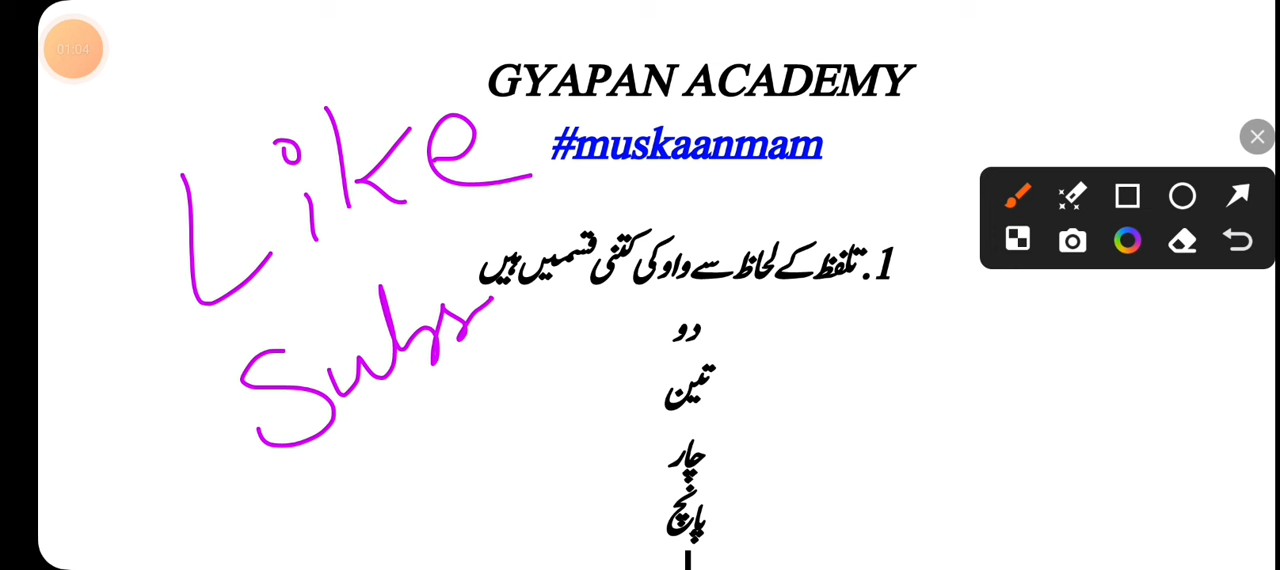 01:04
GYAPAN ACADEMY
#muskaanmam
Like
1. تلفظ کے لحاظ سے واو کی کتنی قسمیں ہیں
Subs
دو
تین
چار
پانچ